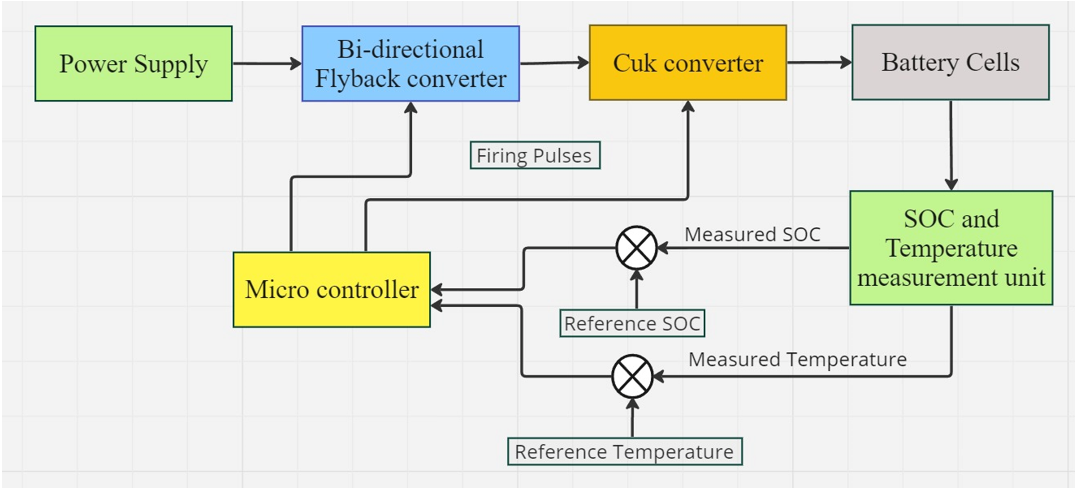 Power Supply
Bi-directional
Flyback converter
Cuk converter
Battery Cells
Firing Pulses
SOC and
Temperature
measurement unit
Measured SOC
Micro controller
Reference SOC
Measured Temperature
Reference Temperature